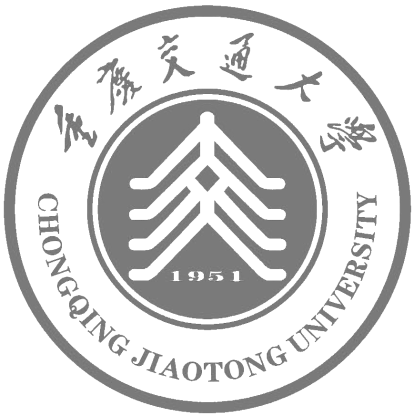 重庆交通大学
1951
CHONGQING JIAOTONG UNIVERSITY